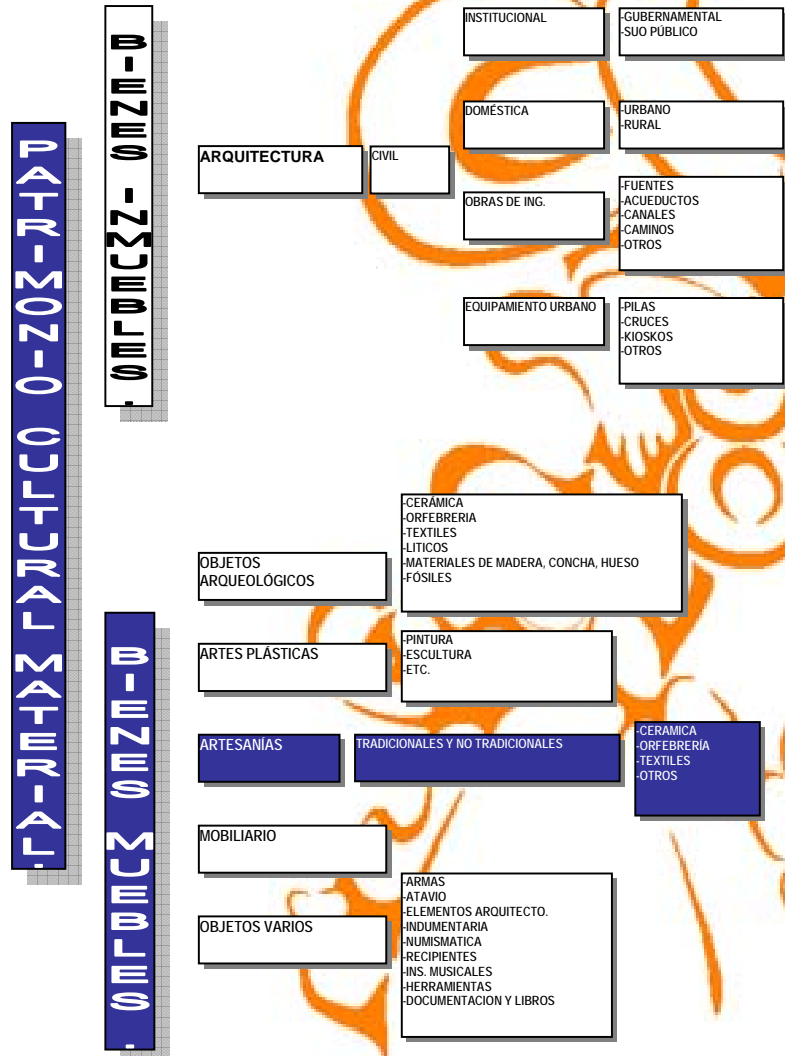 PATRIMONIO CULTURAL MATERIAL.
BIENES INMUEBLES.
ARQUITECTURA
CIVIL
INSTITUCIONAL
-GUBERNAMENTAL
-SUO PÚBLICO
DOMÉSTICA
-URBANO
-RURAL
OBRAS DE ING.
-FUENTES
-ACUEDUCTOS
-CANALES
-CAMINOS
-OTROS
EQUIPAMIENTO URBANO
-PILAS
-CRUCES
-KIOSKOS
-OTROS
BIENES MUEBLES.
OBJETOS
ARQUEOLÓGICOS
-CERÁMICA
-ORFEBRERIA
-TEXTILES
-LITICOS
-MATERIALES DE MADERA, CONCHA, HUESO
-FÓSILES
ARTES PLÁSTICAS
-PINTURA
-ESCULTURA
-ETC.
ARTESANÍAS
TRADICIONALES Y NO TRADICIONALES
-CERAMICA
-ORFEBRERÍA
-TEXTILES
-OTROS
MOBILIARIO
OBJETOS VARIOS
-ARMAS
-ATAVIO
-ELEMENTOS ARQUITECTO.
-INDUMENTARIA
-NUMISMATICA
-RECIPIENTES
-INS. MUSICALES
-HERRAMIENTAS
-DOCUMENTACION Y LIBROS